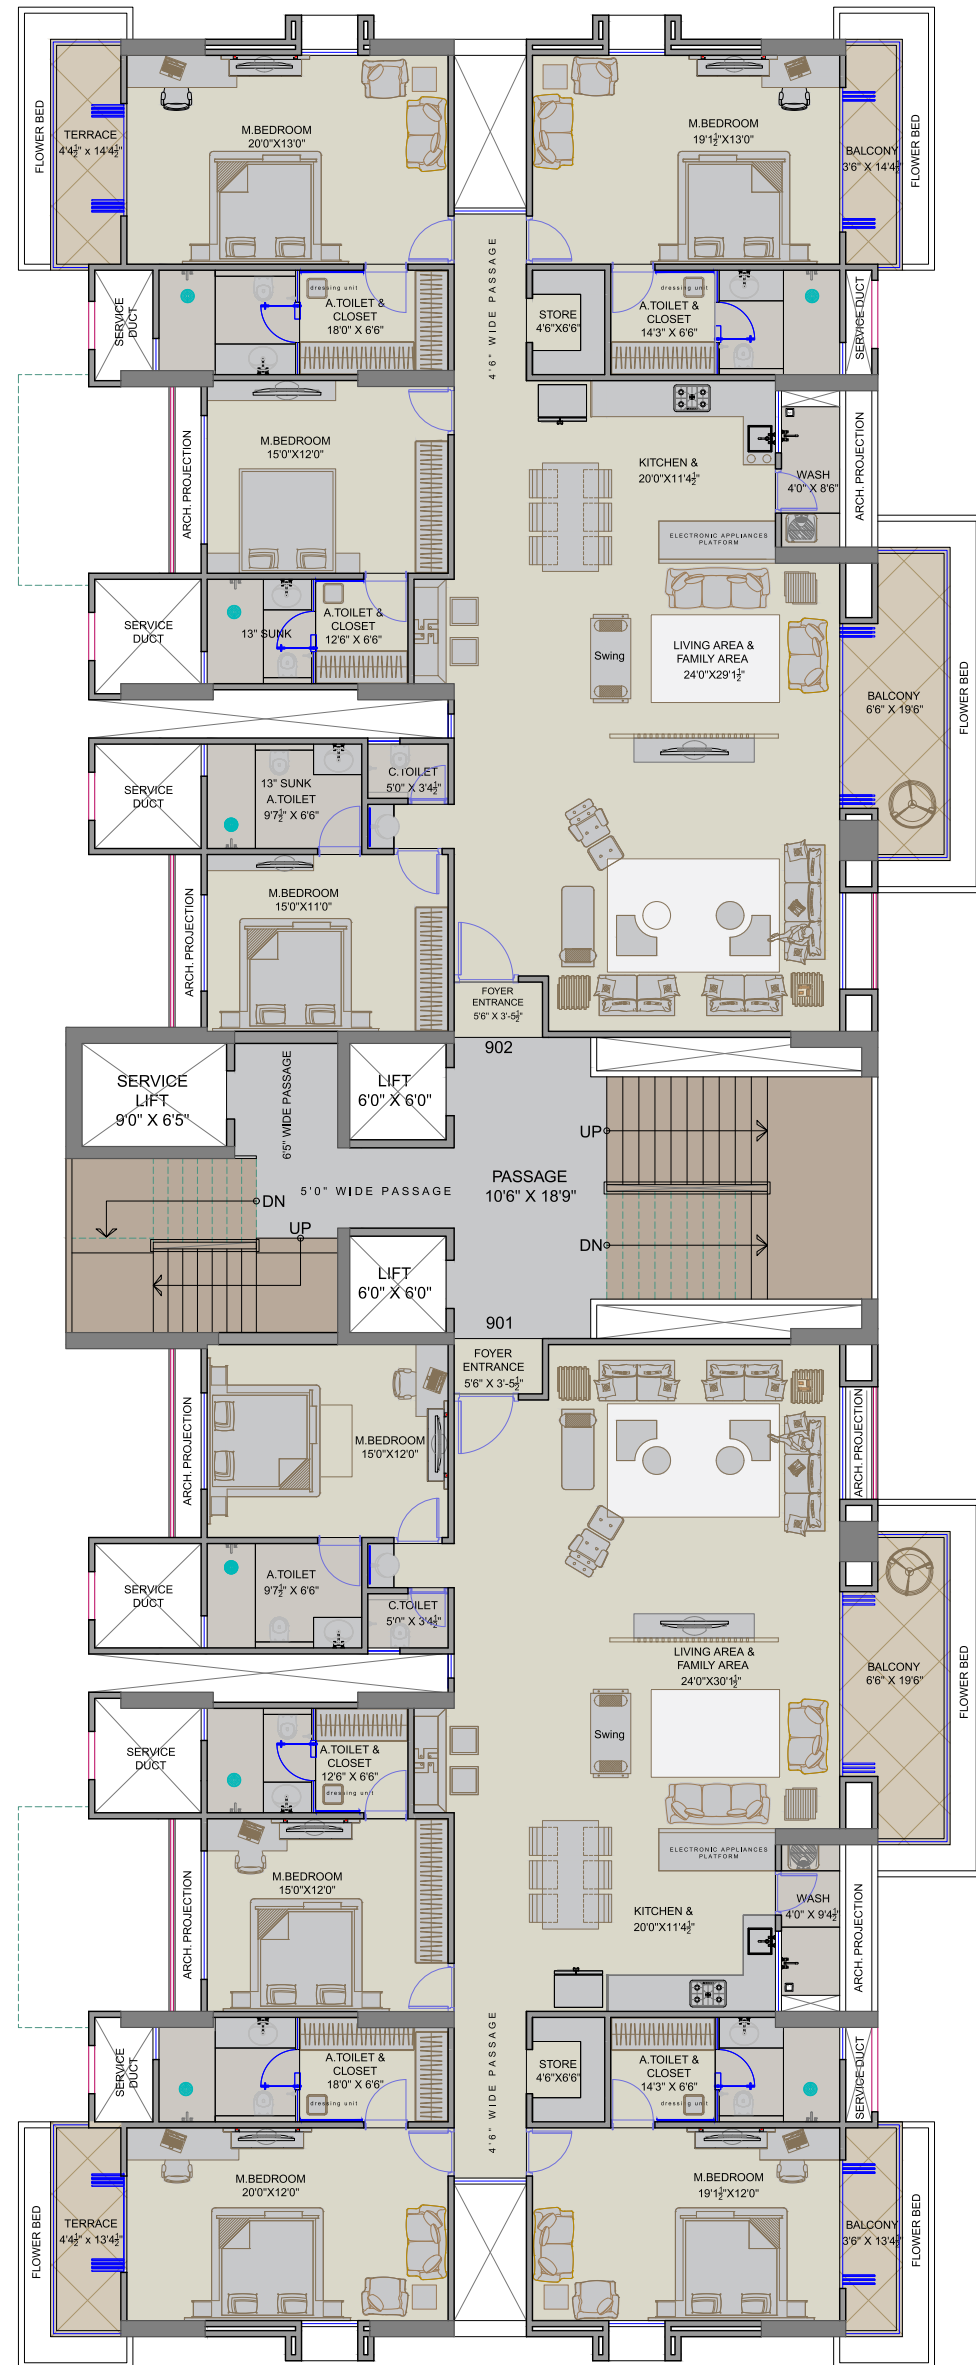 FLOWER BED
TERRACE
4'4½" x 14'4½"
M.BEDROOM
20'0"X13'0"
M.BEDROOM
19'1½"X13'0"
BALCONY
3'6" X 14'4½"
FLOWER BED
SERVICE
DUCT
dressing unit
A.TOILET &
CLOSET
18'0" X 6'6"
4'6" WIDE PASSAGE
STORE
4'6"X6'6"
dressing unit
A.TOILET &
CLOSET
14'3" X 6'6"
SERVICE DUCT
ARCH. PROJECTION
M.BEDROOM
15'0"X12'0"
KITCHEN &
20'0"X11'4½"
WASH
4'0" X 8'6"
ARCH. PROJECTION
ELECTRONIC APPLIANCES
PLATFORM
SERVICE
DUCT
13" SUNK
A.TOILET &
CLOSET
12'6" X 6'6"
Swing
LIVING AREA &
FAMILY AREA
24'0"X29'1½"
BALCONY
6'6" X 19'6"
FLOWER BED
SERVICE
DUCT
13" SUNK
A.TOILET
9'7½" X 6'6"
C.TOILET
5'0" X 3'4½"
ARCH. PROJECTION
M.BEDROOM
15'0"X11'0"
FOYER
ENTRANCE
5'6" X 3'-5½"
902
SERVICE
LIFT
9'0" X 6'5"
6'5" WIDE PASSAGE
LIFT
6'0" X 6'0"
UP
5'0" WIDE PASSAGE
PASSAGE
10'6" X 18'9"
DN
UP
DN
LIFT
6'0" X 6'0"
901
FOYER
ENTRANCE
5'6" X 3'-5½"
ARCH. PROJECTION
M.BEDROOM
15'0"X12'0"
ARCH. PROJECTION
SERVICE
DUCT
A.TOILET
9'7½" X 6'6"
C.TOILET
5'0" X 3'4½"
LIVING AREA &
FAMILY AREA
24'0"X30'1½"
BALCONY
6'6" X 19'6"
FLOWER BED
SERVICE
DUCT
A.TOILET &
CLOSET
12'6" X 6'6"
dressing unit
Swing
ELECTRONIC APPLIANCES
PLATFORM
ARCH. PROJECTION
M.BEDROOM
15'0"X12'0"
KITCHEN &
20'0"X11'4½"
WASH
4'0" X 9'4½"
ARCH. PROJECTION
SERVICE
DUCT
A.TOILET &
CLOSET
18'0" X 6'6"
dressing unit
4'6" WIDE PASSAGE
STORE
4'6"X6'6"
A.TOILET &
CLOSET
14'3" X 6'6"
dressing unit
SERVICE DUCT
FLOWER BED
TERRACE
4'4½" x 13'4½"
M.BEDROOM
20'0"X12'0"
M.BEDROOM
19'1½"X12'0"
BALCONY
3'6" X 13'4½"
FLOWER BED